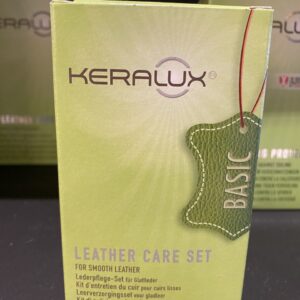 KERALUX®
BASIC
LEATHER CARE SET
FOR SMOOTH LEATHER
Lederpflege-Set für Glattleder
Kit d'entretien du cuir pour cuirs lisses
Leerverzorgingsset voor gladleer